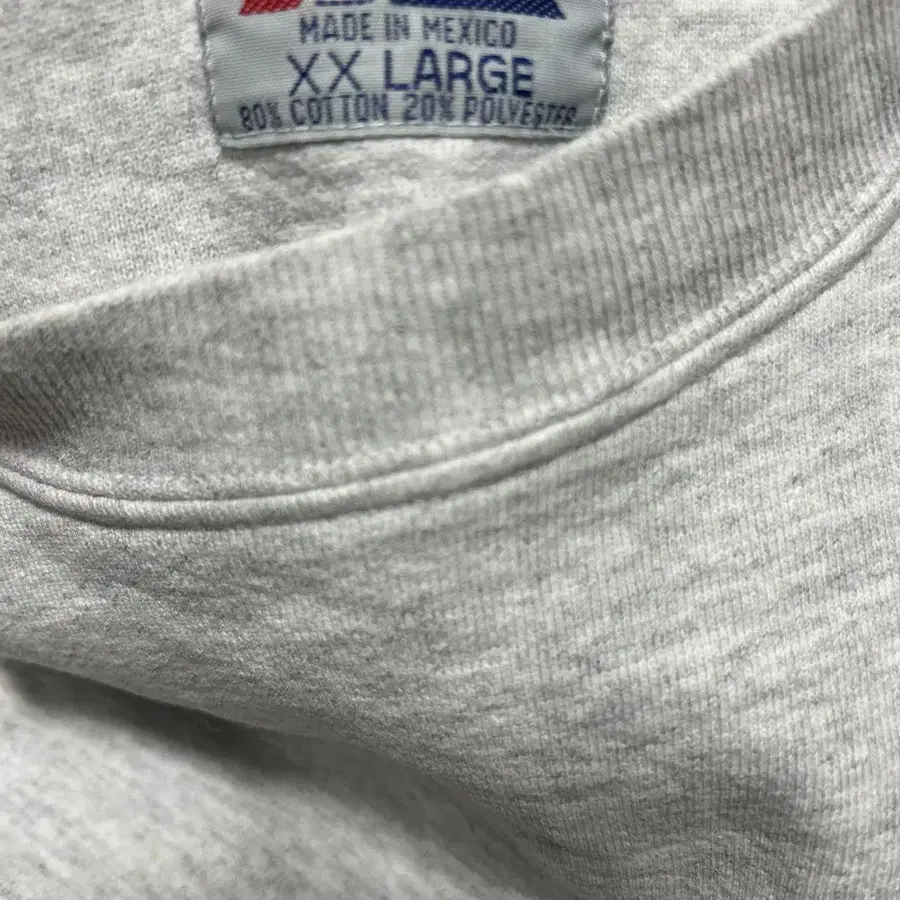 MADE IN MEXICO
XX LARGE
80% COTTON 20% POLYESTER